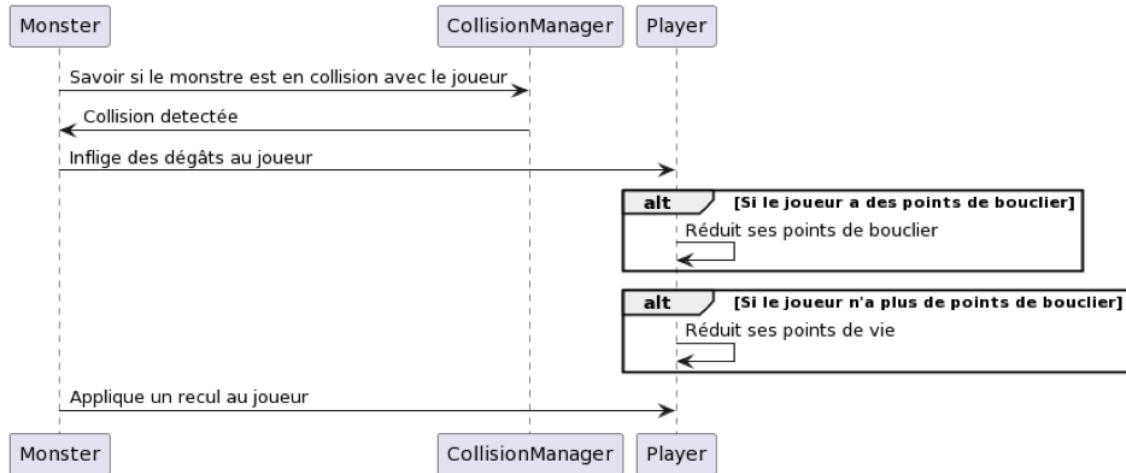 Monster CollisionManager Player
Savoir si le monstre est en collision avec le joueur
Collision detectée
Inflige des dégâts au joueur
alt [Si le joueur a des points de bouclier]
Réduit ses points de bouclier
alt [Si le joueur n'a plus de points de bouclier]
Réduit ses points de vie
Applique un recul au joueur
Monster CollisionManager Player